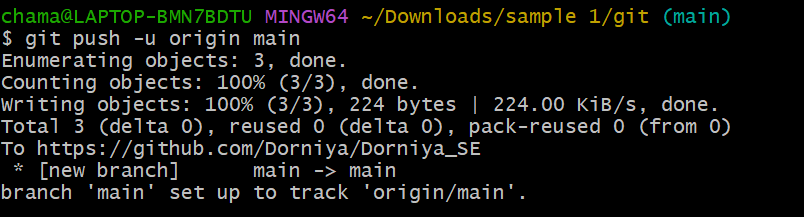 chama@LAPTOP-BMN7BDTU MINGW64 ~/Downloads/sample 1/git (main)
$ git push -u origin main
Enumerating objects: 3, done.
Counting objects: 100% (3/3), done.
Writing objects: 100% (3/3), 224 bytes | 224.00 KiB/s, done.
Total 3 (delta 0), reused 0 (delta 0), pack-reused 0 (from 0)
To https://github.com/Dorniya/Dorniya_SE
 * [new branch]      main -> main
branch 'main' set up to track 'origin/main'.